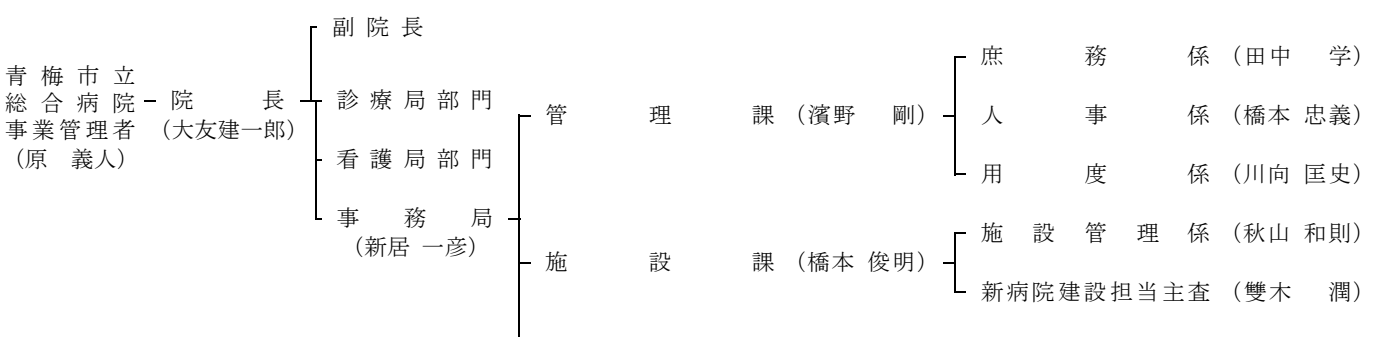 青梅市立
総合病院
事業管理者
(原 義人)
院長
(大友建一郎)
副院長
診療局部門
看護局部門
事務局
(新居 一彦)
管理課 (濱野 剛)
庶務係 (田中 学)
人事係 (橋本 忠義)
用度係 (川向 匡史)
施設課 (橋本 俊明)
施設管理係 (秋山 和則)
新病院建設担当主査 (雙木 潤)